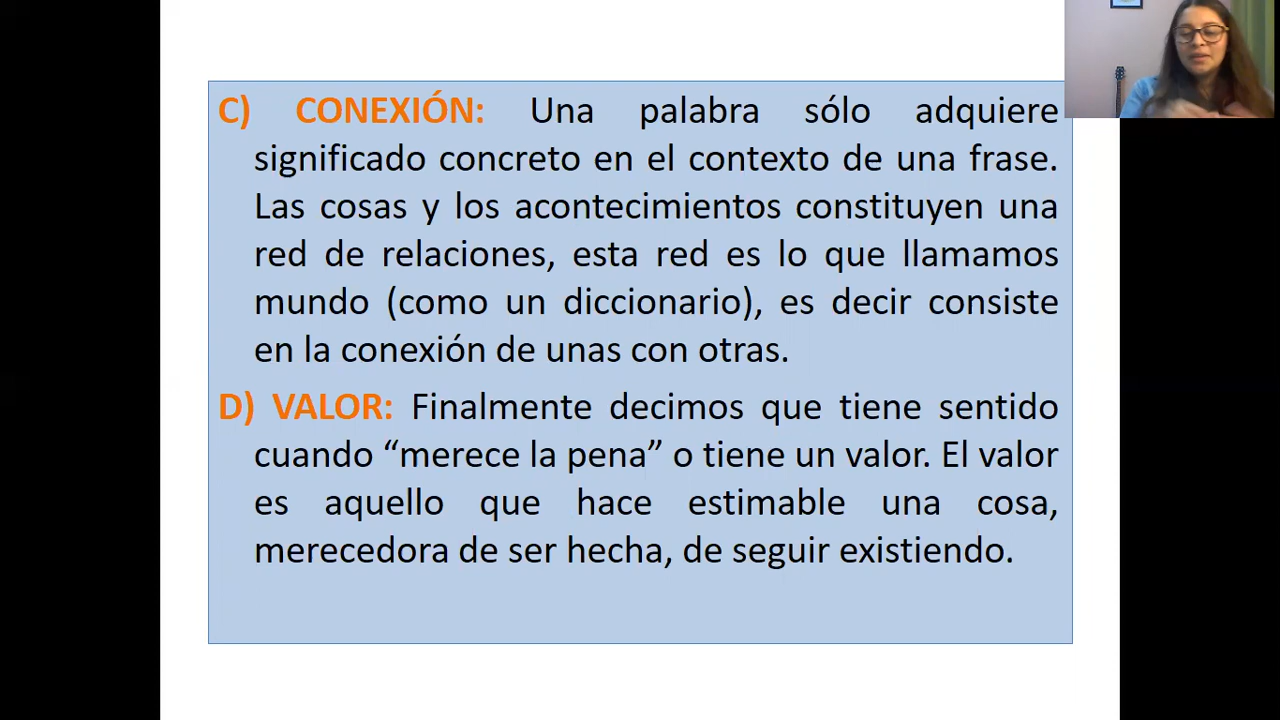 C) CONEXIÓN: Una palabra sólo adquiere
significado concreto en el contexto de una frase.
Las cosas y los acontecimientos constituyen una
red de relaciones, esta red es lo que llamamos
mundo (como un diccionario), es decir consiste
en la conexión de unas con otras.
D) VALOR: Finalmente decimos que tiene sentido
cuando “merece la pena” o tiene un valor. El valor
es aquello que hace estimable una cosa,
merecedora de ser hecha, de seguir existiendo.